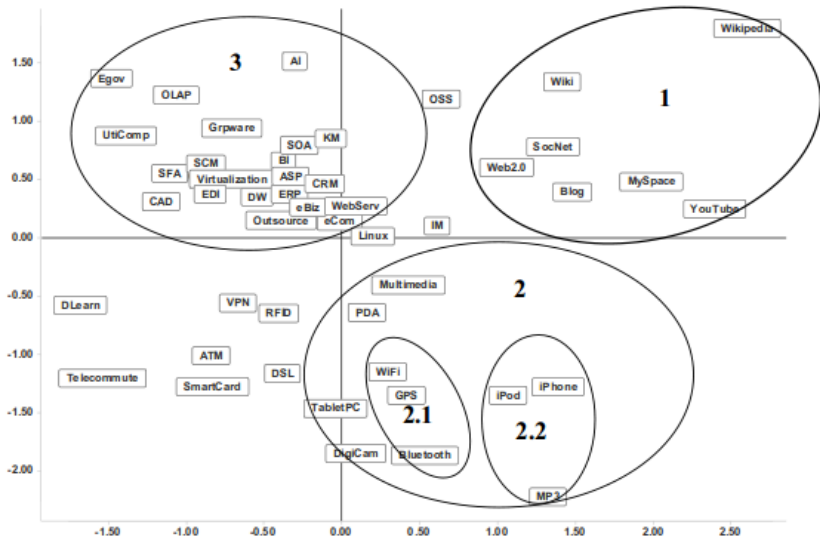 Wikipedia
1.50
AI
3
Egov
Wiki
OLAP
OSS
1
1.00
Grpware
UtiComp
KM
SOA
SocNet
BI
SCM
Web2.0
SFA
ASP
0.50
Virtualization
CRM
MySpace
EDI
DW
ERP
Blog
CAD
eBiz
WebServ
YouTube
Outsource
eCom
IM
0.00
Linux
Multimedia
2
-0.50
DLearn
VPN
RFID
PDA
-1.00
ATM
Telecommute
SmartCard
DSL
WiFi
GPS
iPod
iPhone
-1.50
TabletPC
2.1
2.2
DigiCam
Bluetooth
-2.00
MP3
-1.50 -1.00 -0.50 0.00 0.50 1.00 1.50 2.00 2.50